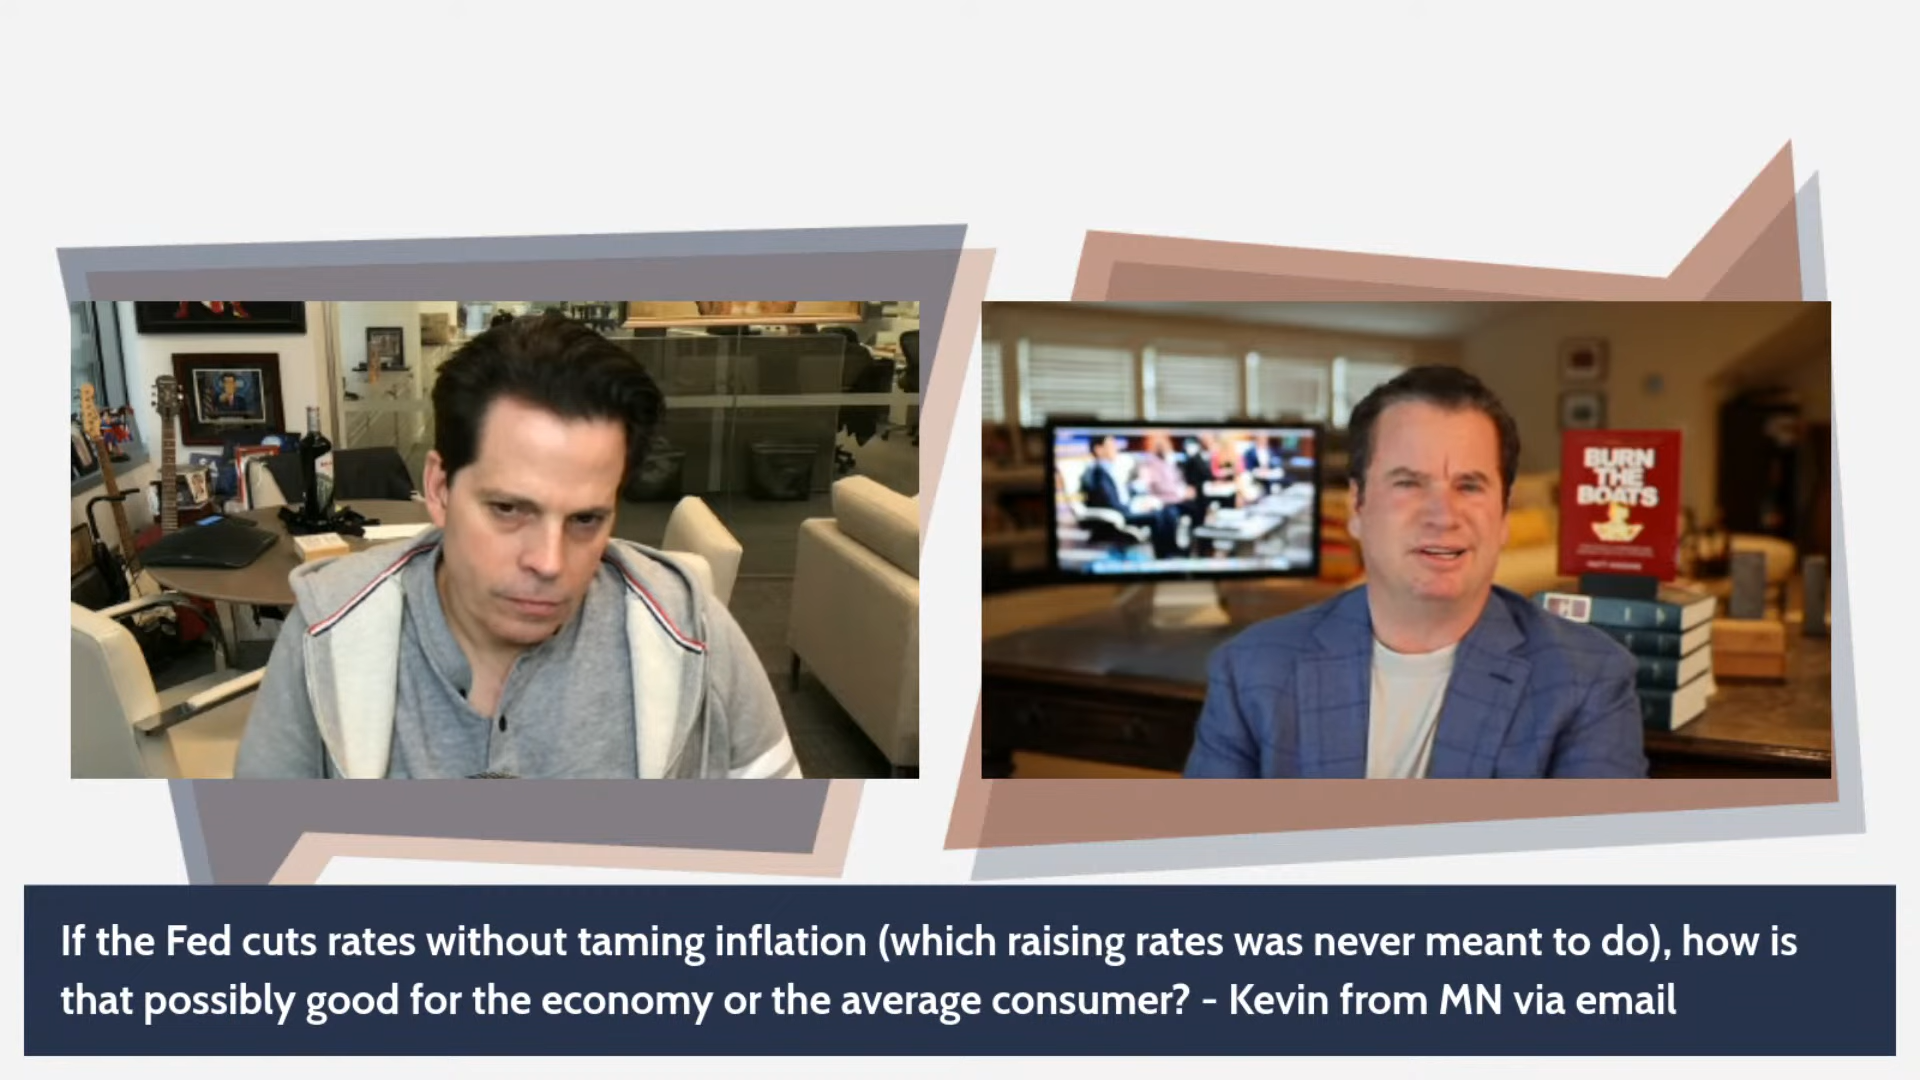 BURN
THE
BOATS
If the Fed cuts rates without taming inflation (which raising rates was never meant to do), how is
that possibly good for the economy or the average consumer? - Kevin from MN via email